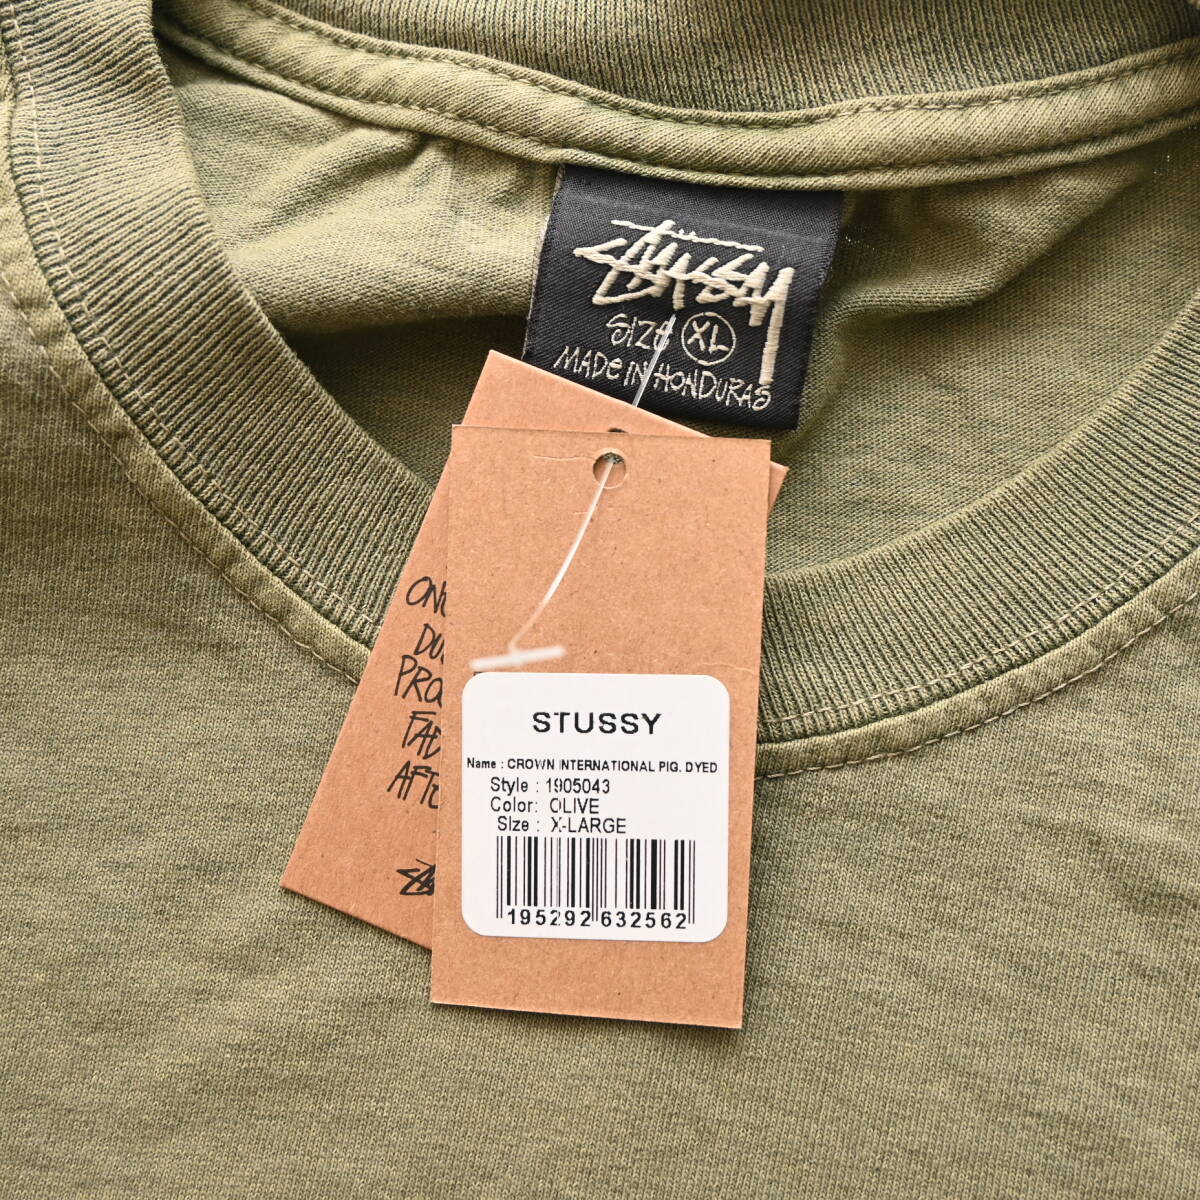 STÜSSY
SIZE XL
MADE IN HONDURAS
STUSSY
Name : CROWN INTERNATIONAL PIG. DYED
Style : 1905043
Color: OLIVE
Size : X-LARGE
195292 632562